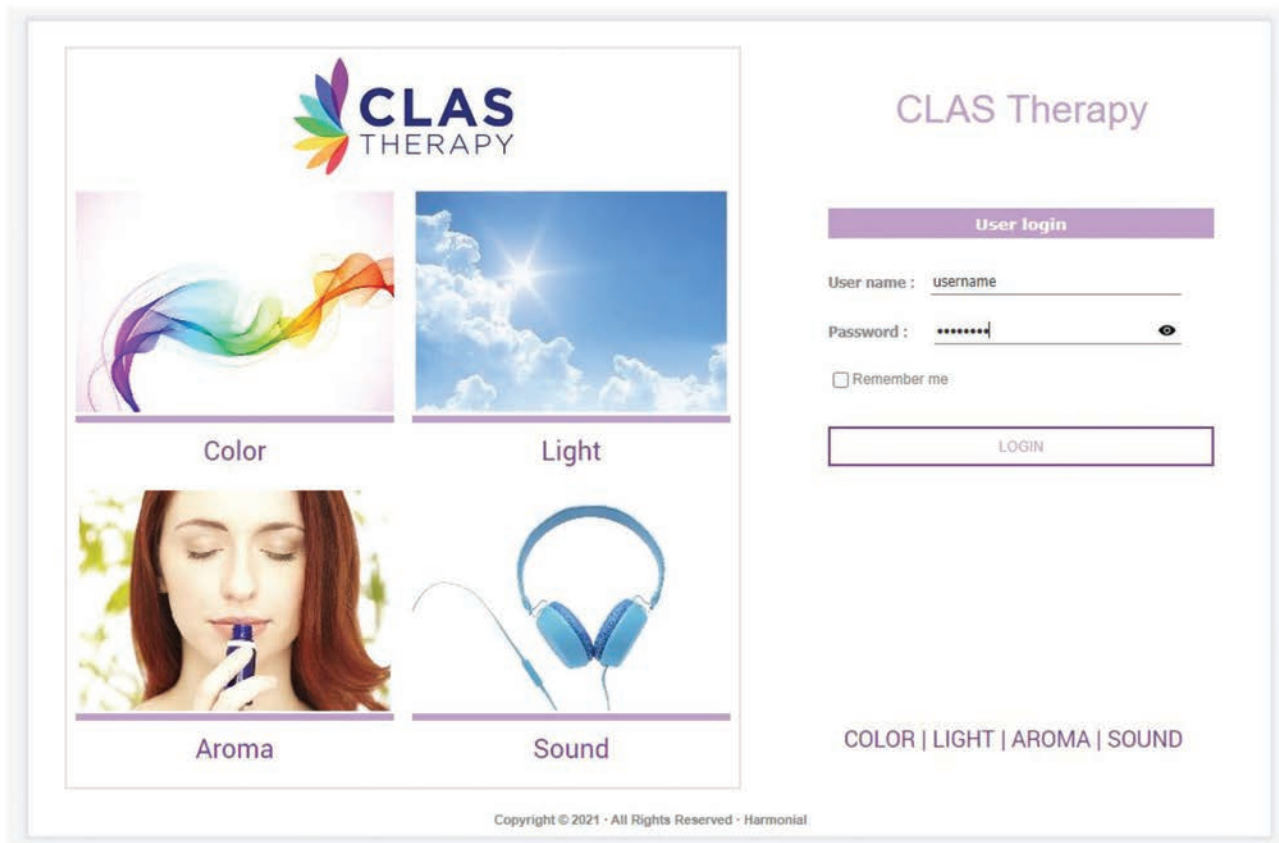 CLAS
THERAPY
Color
Light
Aroma
Sound
CLAS Therapy
User login
User name : username
Password : ••••••••
Remember me
LOGIN
COLOR | LIGHT | AROMA | SOUND
Copyright © 2021 · All Rights Reserved · Harmonial